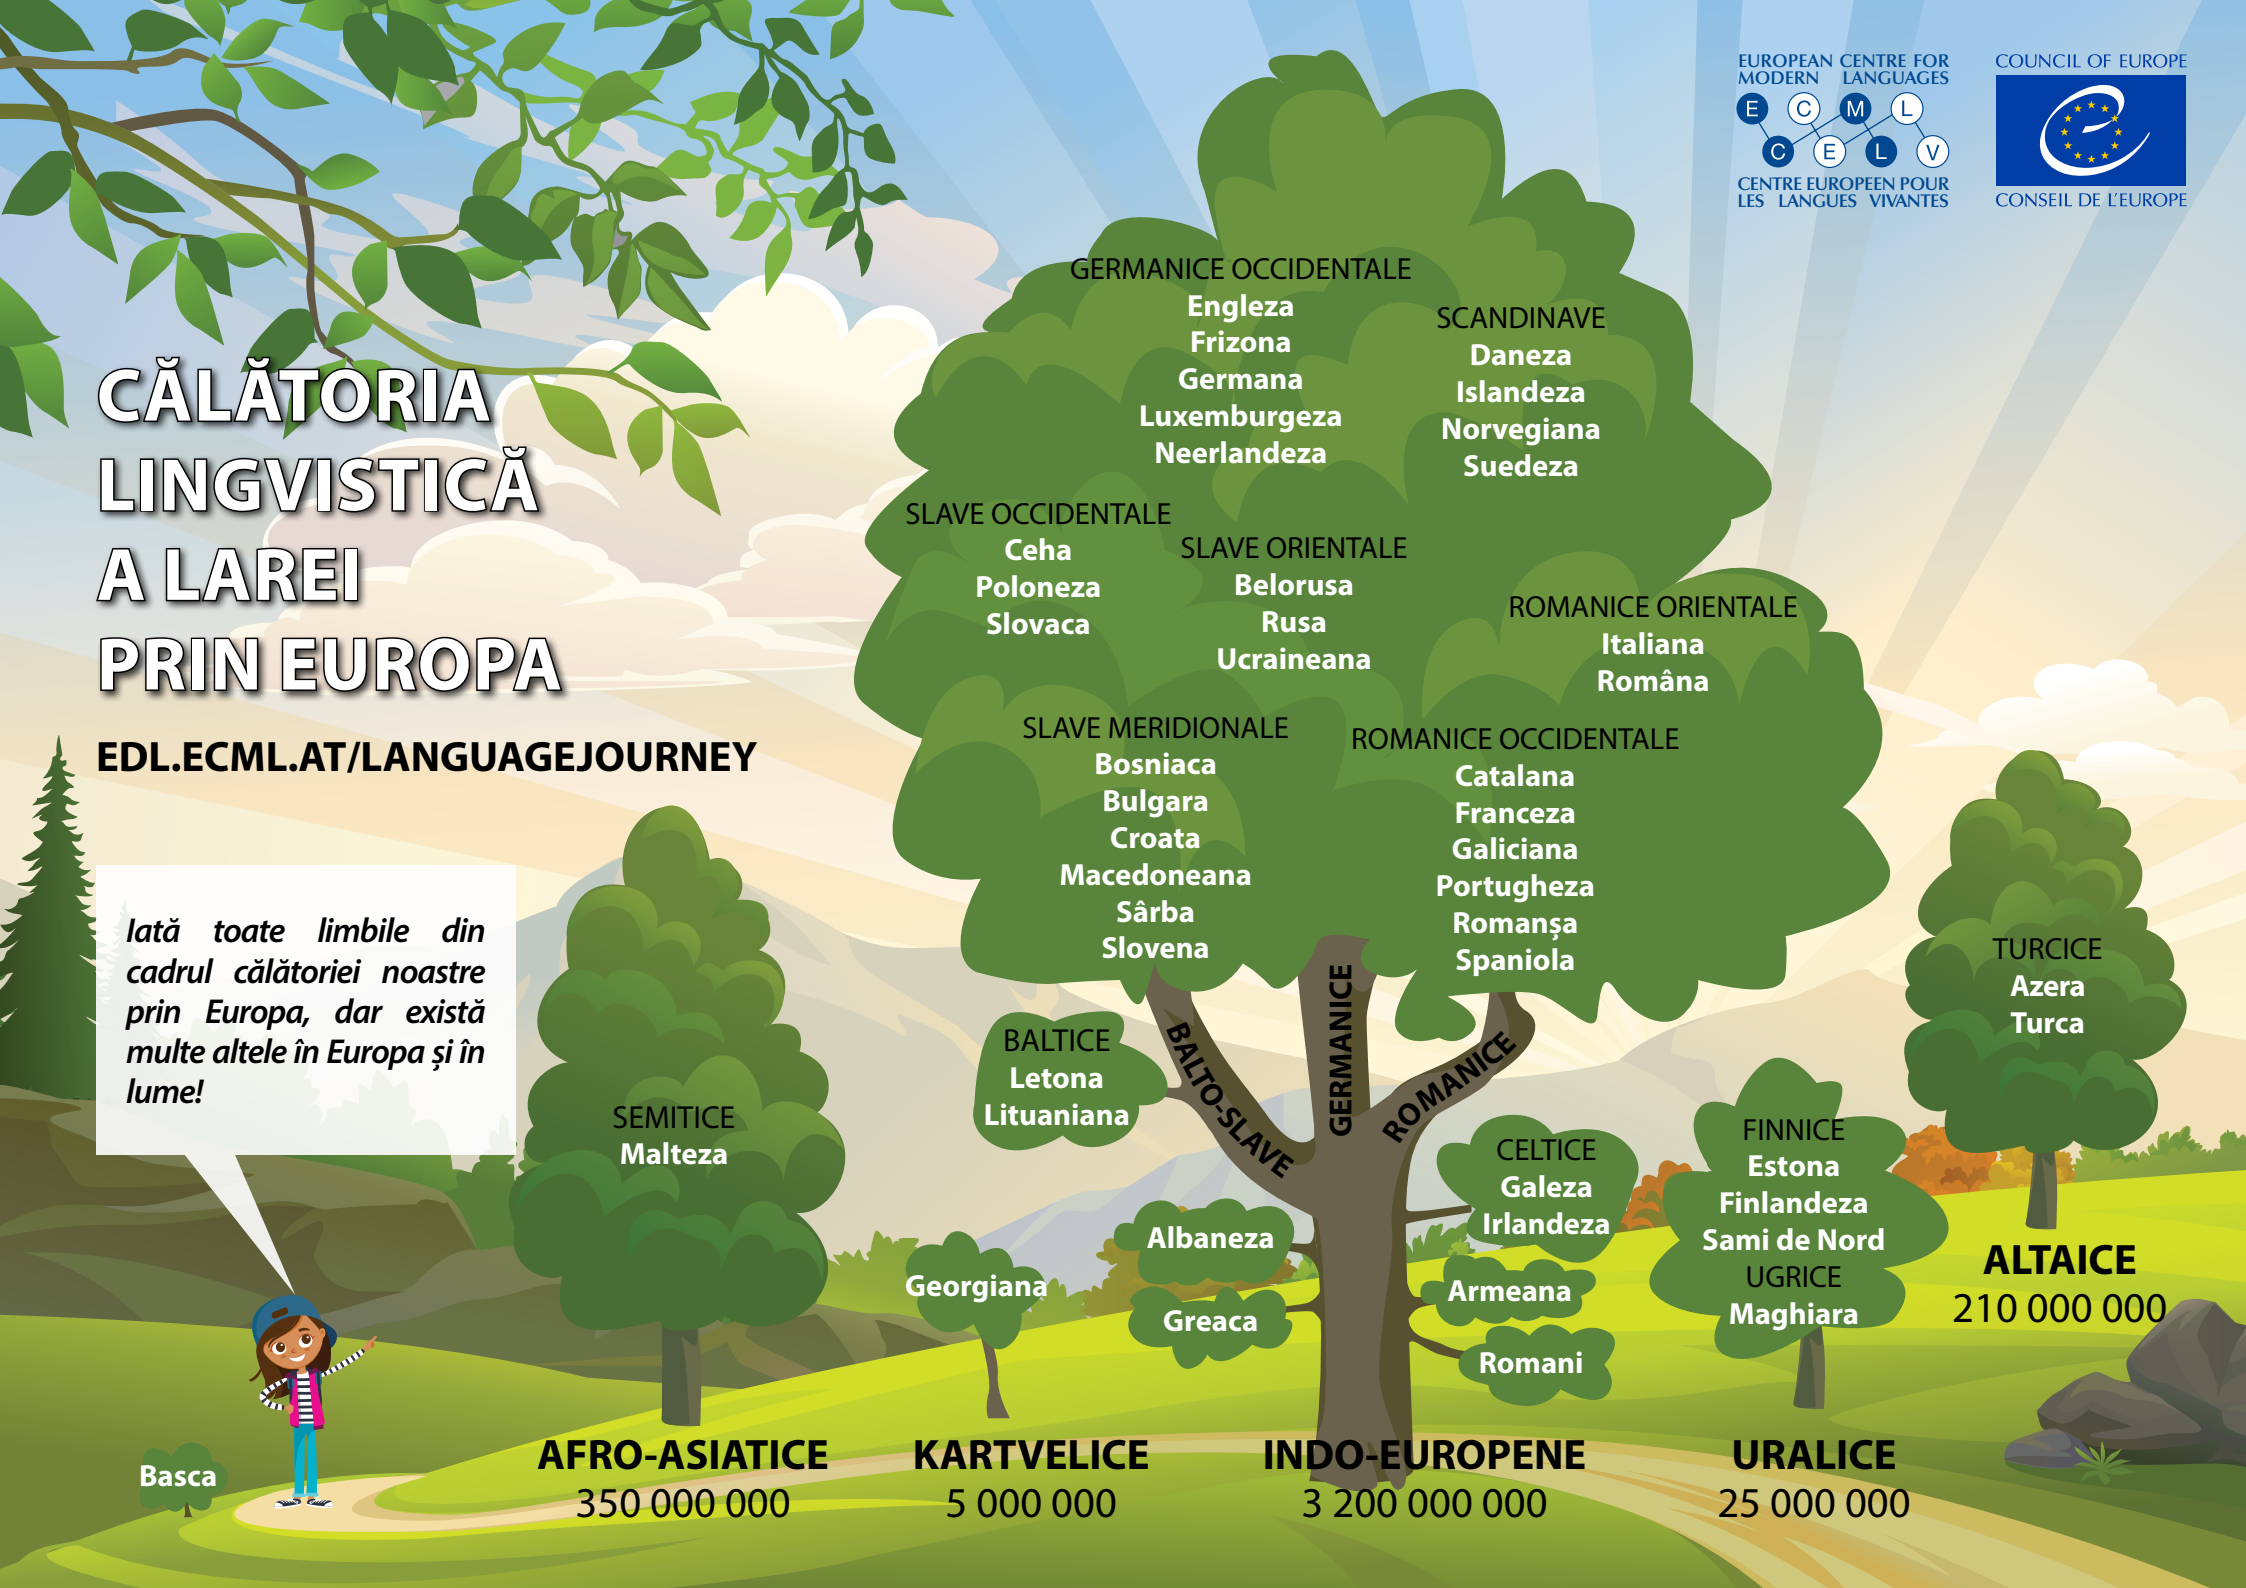 EUROPEAN CENTRE FOR
MODERN LANGUAGES
E C M L
C E L V
CENTRE EUROPEEN POUR
LES LANGUES VIVANTES
COUNCIL OF EUROPE
CONSEIL DE L'EUROPE
CĂLĂTORIA
LINGVISTICĂ
A LAREI
PRIN EUROPA
EDL.ECML.AT/LANGUAGEJOURNEY
Iată toate limbile din
cadrul călătoriei noastre
prin Europa, dar există
multe altele în Europa și în
lume!
GERMANICE OCCIDENTALE
Engleza
Frizona
Germana
Luxemburgeza
Neerlandeza
SCANDINAVE
Daneza
Islandeza
Norvegiana
Suedeza
SLAVE OCCIDENTALE
Ceha
Poloneza
Slovaca
SLAVE ORIENTALE
Belorusa
Rusa
Ucraineana
ROMANICE ORIENTALE
Italiana
Româna
SLAVE MERIDIONALE
Bosniaca
Bulgara
Croata
Macedoneana
Sârba
Slovena
ROMANICE OCCIDENTALE
Catalana
Franceza
Galiciana
Portugheza
Romanșa
Spaniola
BALTO-SLAVE
GERMANICE
ROMANICE
BALTICE
Letona
Lituaniana
CELTICE
Galeza
Irlandeza
Albaneza
Greaca
Armeana
Romani
SEMITICE
Malteza
Georgiana
FINNICE
Estona
Finlandeza
Sami de Nord
UGRICE
Maghiara
TURCICE
Azera
Turca
ALTAICE
210 000 000
Basca
AFRO-ASIATICE
350 000 000
KARTVELICE
5 000 000
INDO-EUROPENE
3 200 000 000
URALICE
25 000 000